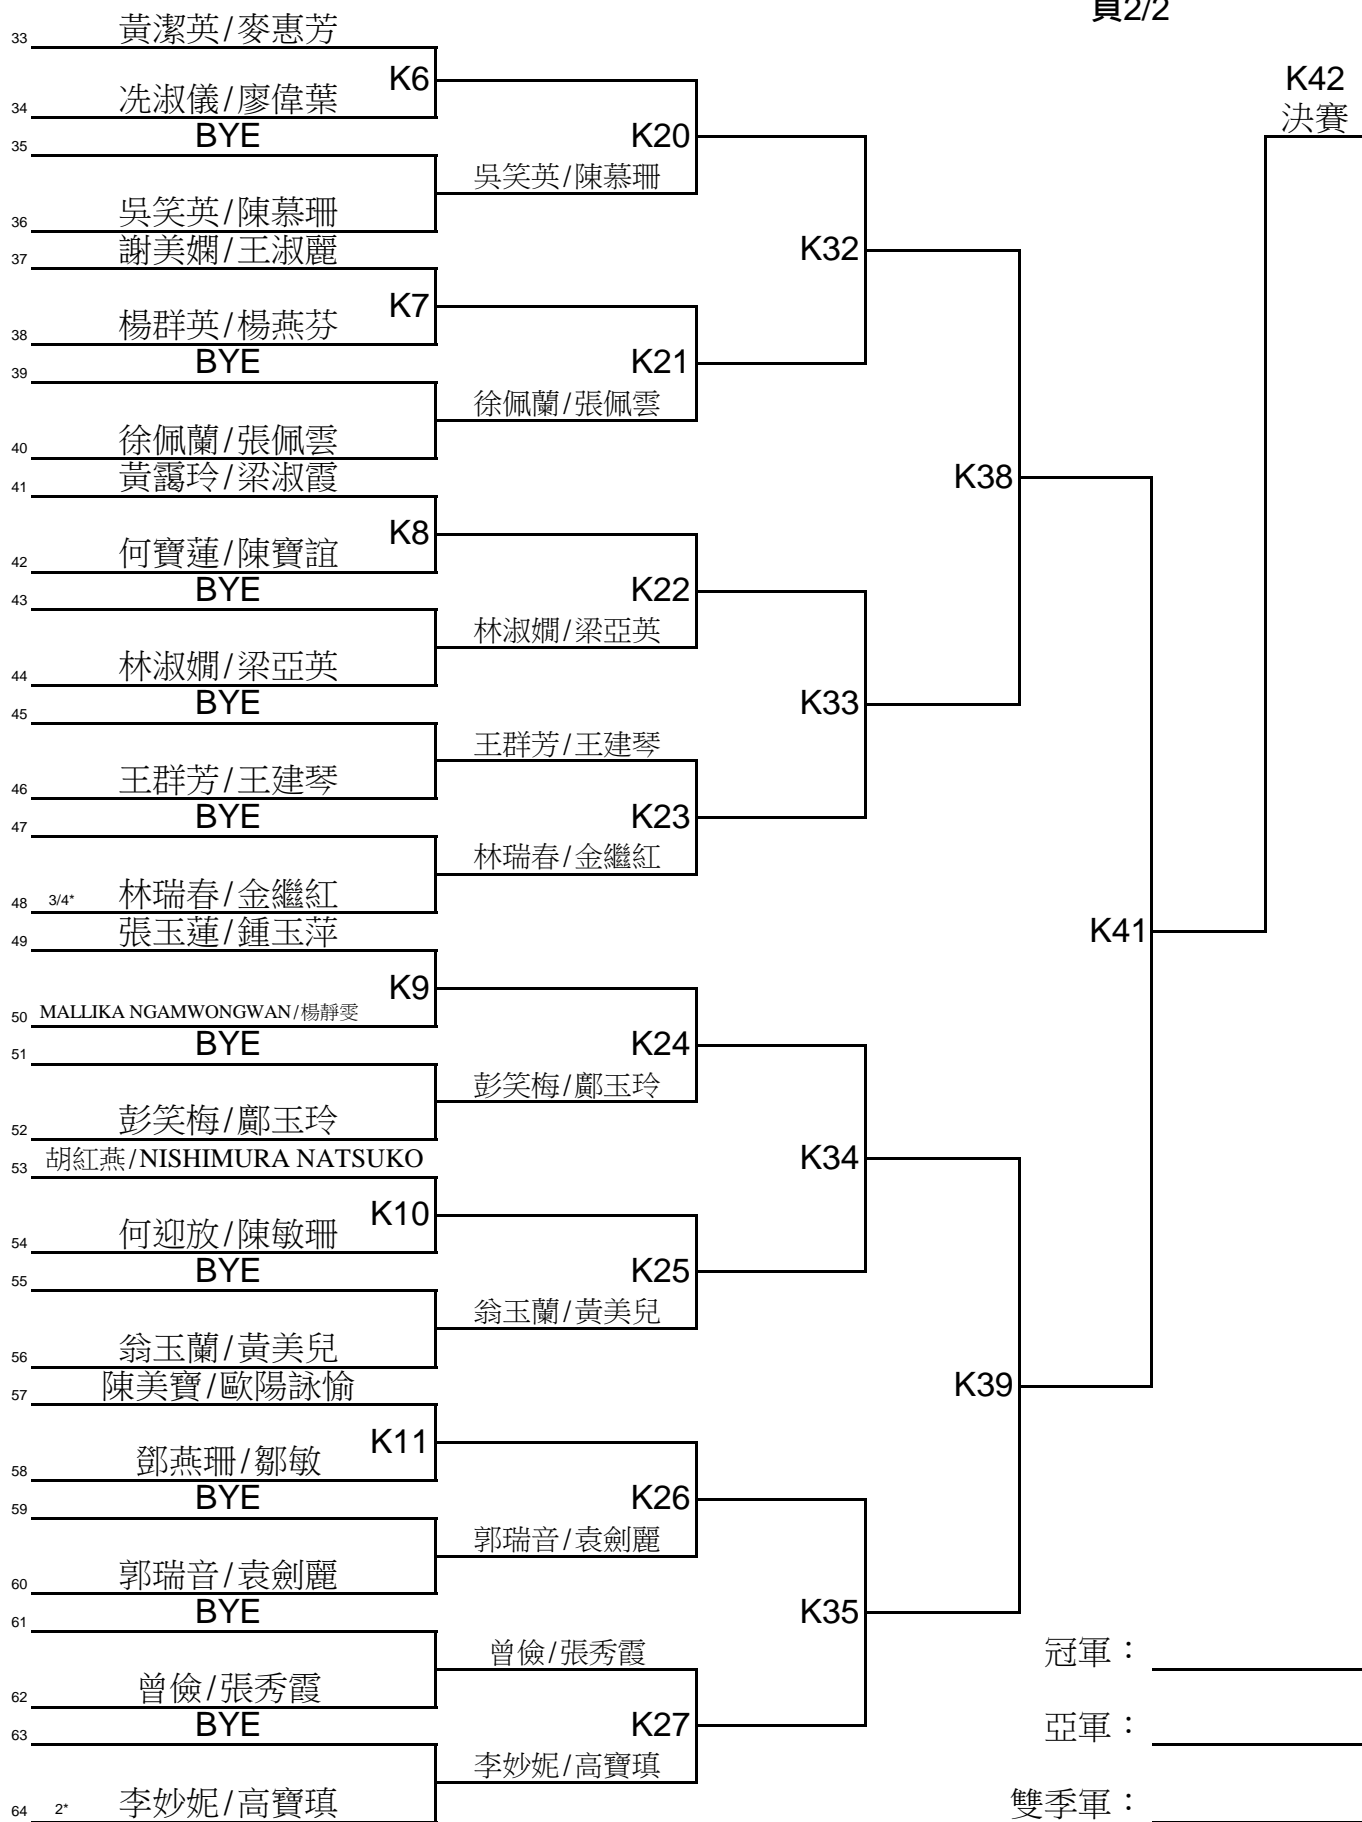 頁2/2
33 黃潔英/麥惠芳
K6
34 冼淑儀/廖偉葉
35 BYE
K20
吳笑英/陳慕珊
36 吳笑英/陳慕珊
37 謝美嫻/王淑麗
K32
K7
38 楊群英/楊燕芬
39 BYE
K21
徐佩蘭/張佩雲
40 徐佩蘭/張佩雲
41 黃靄玲/梁淑霞
K38
K8
42 何寶蓮/陳寶誼
43 BYE
K22
林淑嫺/梁亞英
44 林淑嫺/梁亞英
45 BYE
K33
王群芳/王建琴
46 王群芳/王建琴
47 BYE
K23
林瑞春/金繼紅
48 3/4* 林瑞春/金繼紅
49 張玉蓮/鍾玉萍
K41
K9
50 MALLIKA NGAMWONGWAN/楊靜雯
51 BYE
K24
彭笑梅/鄺玉玲
52 彭笑梅/鄺玉玲
53 胡紅燕/NISHIMURA NATSUKO
K34
K10
54 何迎放/陳敏珊
55 BYE
K25
翁玉蘭/黃美兒
56 翁玉蘭/黃美兒
57 陳美寶/歐陽詠愉
K39
K11
58 鄧燕珊/鄒敏
59 BYE
K26
郭瑞音/袁劍麗
60 郭瑞音/袁劍麗
61 BYE
K35
曾儉/張秀霞
62 曾儉/張秀霞
63 BYE
K27
李妙妮/高寶瑱
64 2* 李妙妮/高寶瑱
K42
決賽
冠軍：
亞軍：
雙季軍：